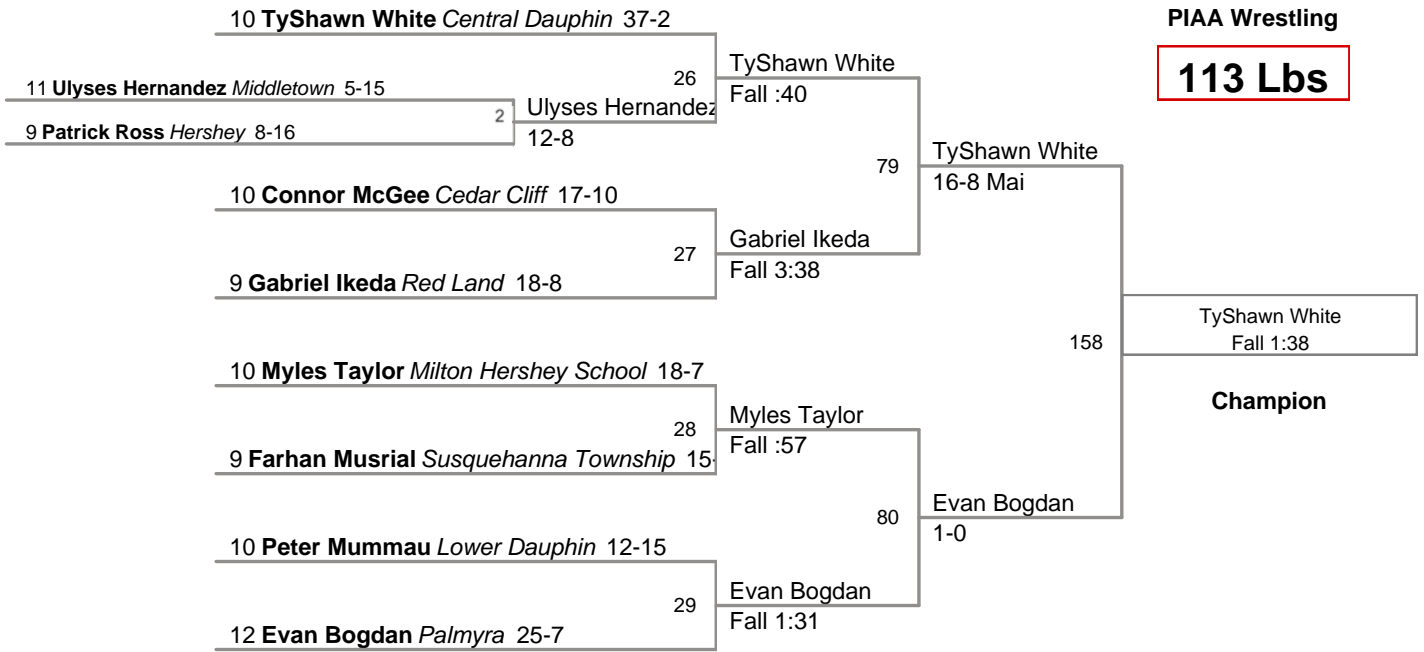 10 TyShawn White Central Dauphin 37-2
PIAA Wrestling
113 Lbs
26
TyShawn White
Fall :40
11 Ulyses Hernandez Middletown 5-15
2
Ulyses Hernandez
12-8
9 Patrick Ross Hershey 8-16
79
TyShawn White
16-8 Mai
10 Connor McGee Cedar Cliff 17-10
27
Gabriel Ikeda
Fall 3:38
9 Gabriel Ikeda Red Land 18-8
158
TyShawn White
Fall 1:38
Champion
10 Myles Taylor Milton Hershey School 18-7
28
Myles Taylor
Fall :57
9 Farhan Musrial Susquehanna Township 15-
80
Evan Bogdan
1-0
10 Peter Mummau Lower Dauphin 12-15
29
Evan Bogdan
Fall 1:31
12 Evan Bogdan Palmyra 25-7